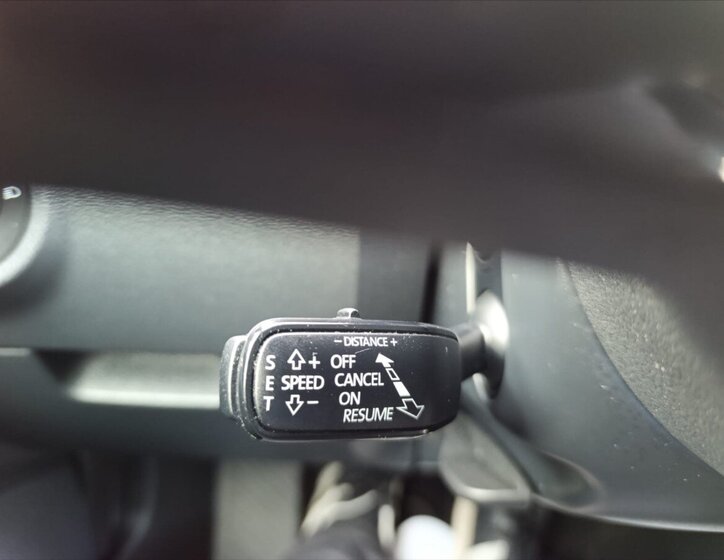 - DISTANCE +
S + OFF
E SPEED CANCEL
T - ON
RESUME